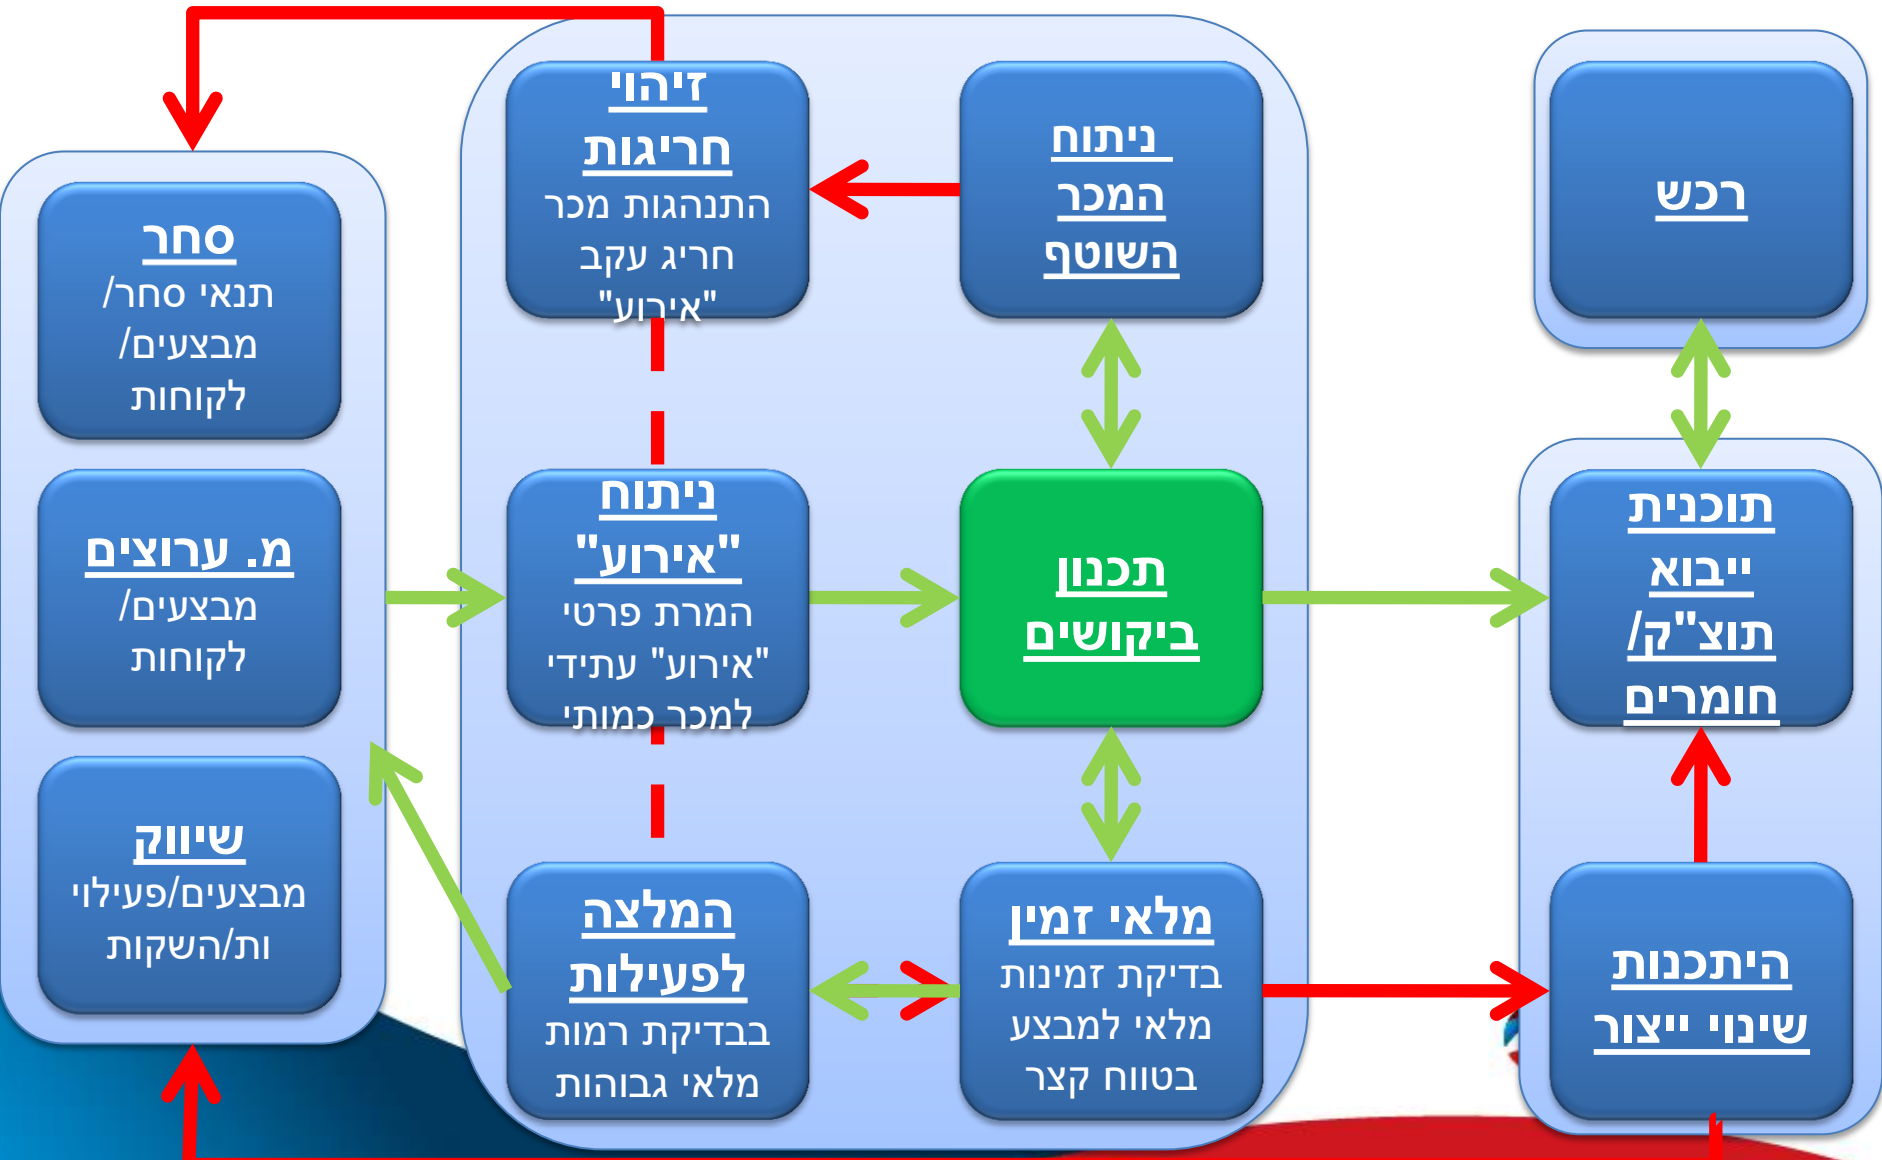 רכש
תוכנית
ייבוא
תוצ"ק/
חומרים
היתכנות
שינוי ייצור
ניתוח
המכר
השוטף
תכנון
ביקושים
מלאי זמין
בדיקת זמינות
מלאי למבצע
בטווח קצר
זיהוי
חריגות
התנהגות מכר
חריג עקב
"אירוע"
ניתוח
"אירוע"
המרת פרטי
"אירוע" עתידי
למכר כמותי
המלצה
לפעילות
בבדיקת רמות
מלאי גבוהות
סחר
תנאי סחר/
מבצעים/
לקוחות
מ. ערוצים
מבצעים/
לקוחות
שיווק
מבצעים/פעילוי
ות/השקות